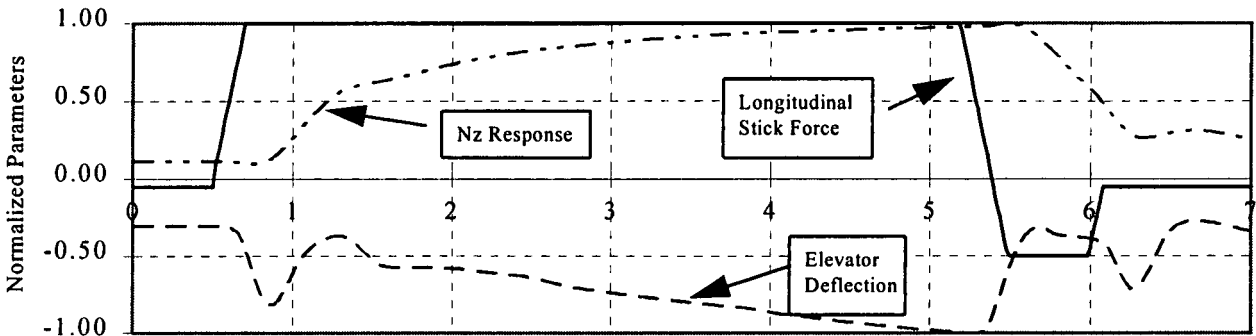 1.00
0.50
0.00
-0.50
-1.00
Normalized Parameters
0 1 2 3 4 5 6 7
Nz Response
Longitudinal
Stick Force
Elevator
Deflection